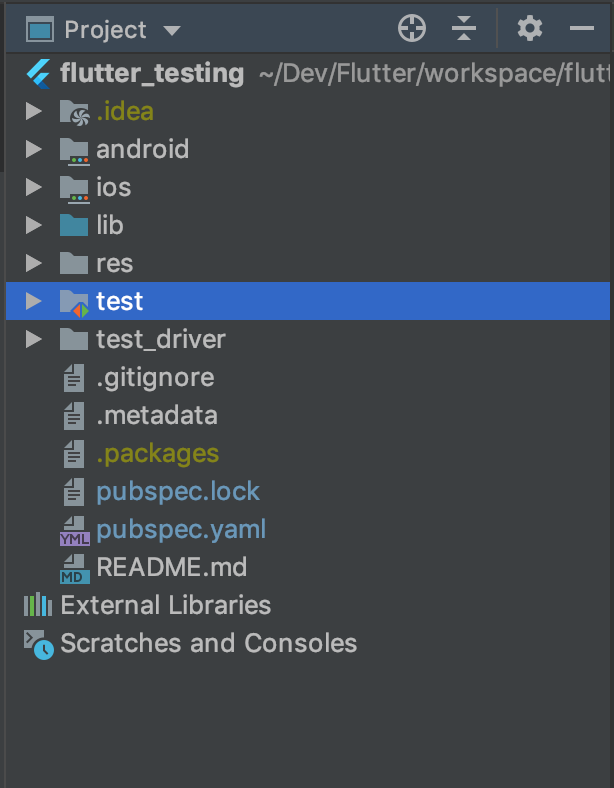 Project
flutter_testing ~/Dev/Flutter/workspace/flutt
.idea
android
ios
lib
res
test
test_driver
.gitignore
.metadata
.packages
pubspec.lock
YML pubspec.yaml
MD README.md
External Libraries
Scratches and Consoles